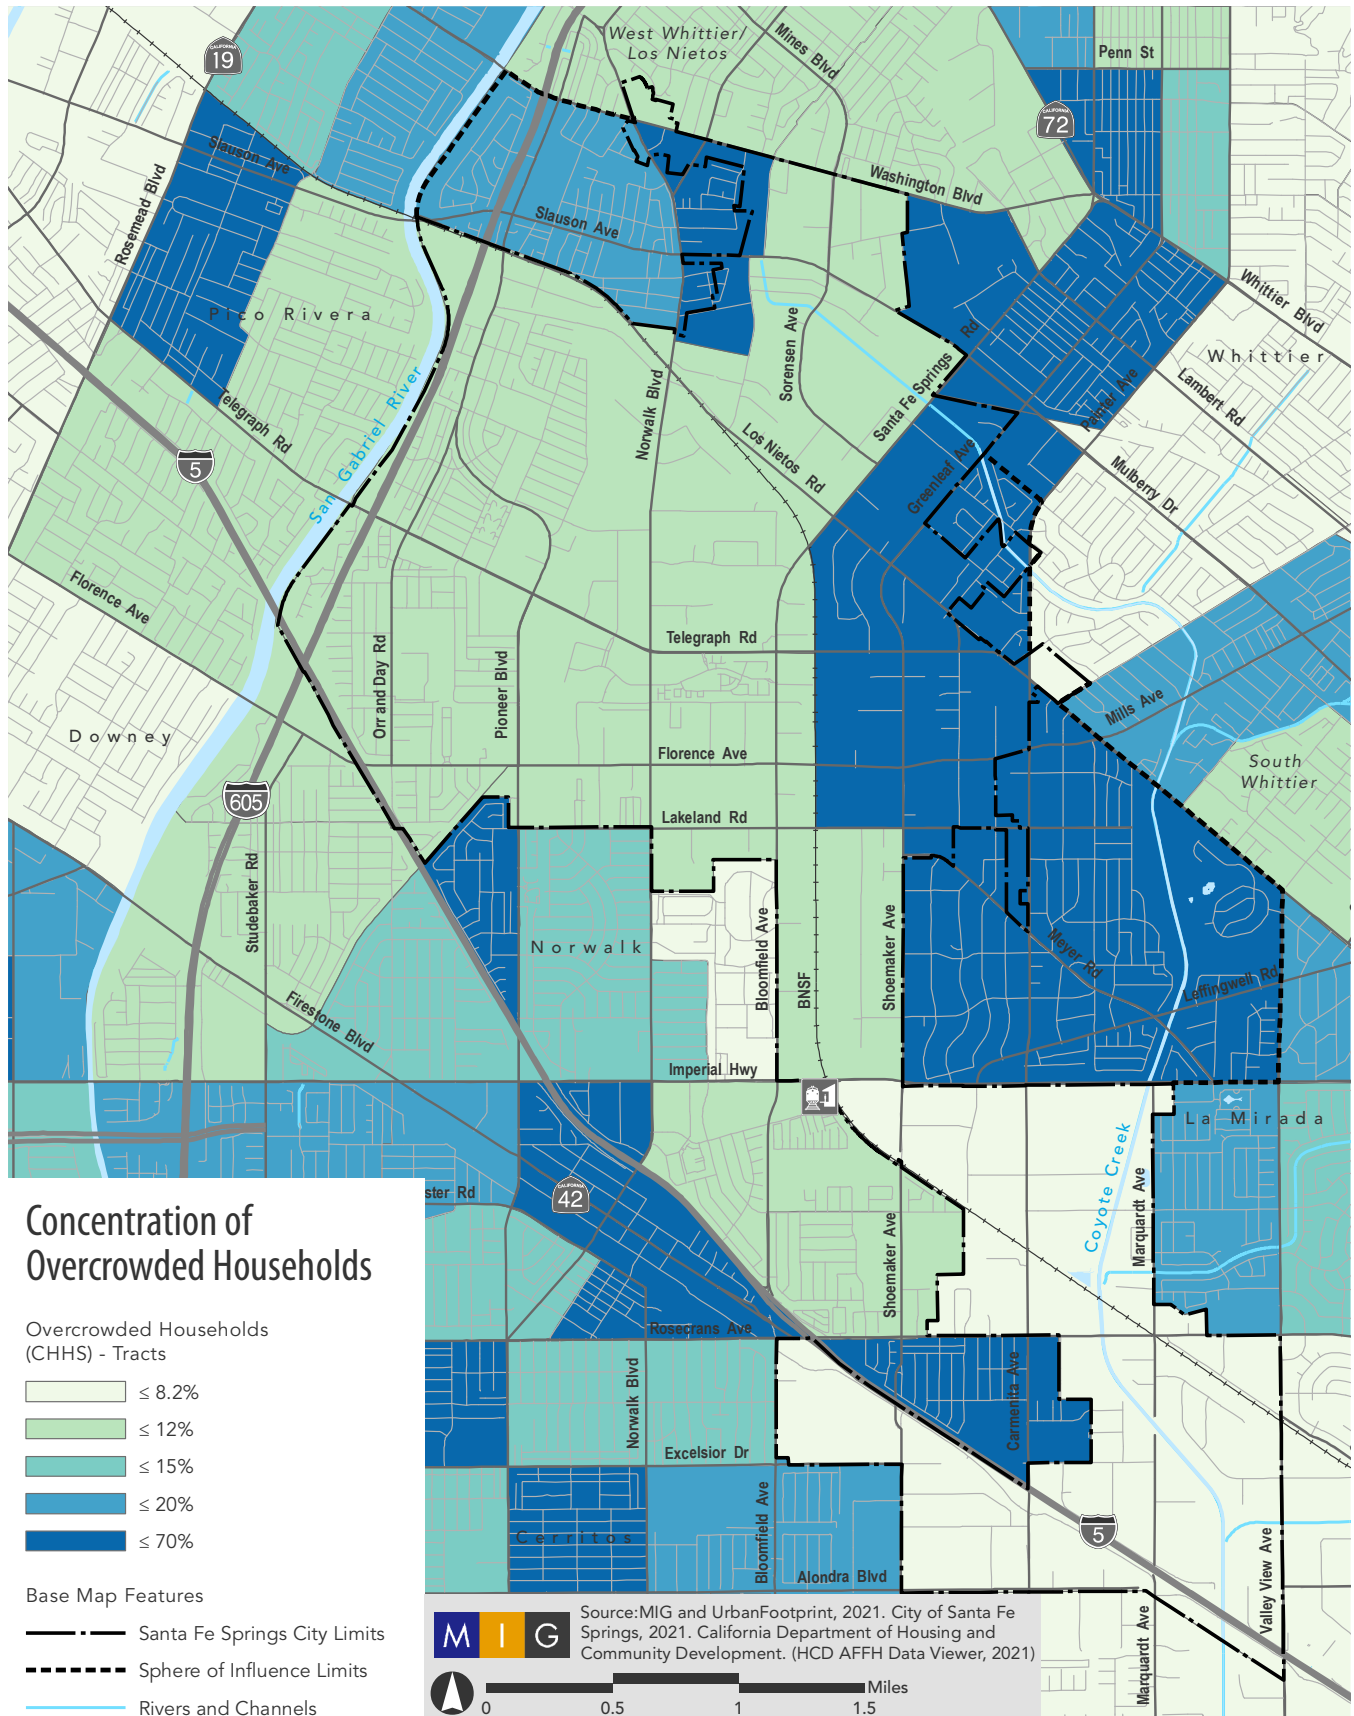 West Whittier/
Los Nietos
Mines Blvd
Penn St
CALIFORNIA
19
CALIFORNIA
72
Slauson Ave
Rosemead Blvd
Washington Blvd
Slauson Ave
Whittier Blvd
Pico Rivera
Sorensen Ave
Santa Fe Springs Rd
Whittier
Lambert Rd
Painter Ave
Telegraph Rd
San Gabriel River
Norwalk Blvd
Los Nietos Rd
Greenleaf Ave
Mulberry Dr
5
Florence Ave
Telegraph Rd
Orr and Day Rd
Pioneer Blvd
Mills Ave
Downey
Florence Ave
South
Whittier
605
Lakeland Rd
Studebaker Rd
Norwalk
Bloomfield Ave
BNSF
Shoemaker Ave
Meyer Rd
Leffingwell Rd
Firestone Blvd
Imperial Hwy
La Mirada
Coyote Creek
Marquardt Ave
ster Rd
CALIFORNIA
42
Shoemaker Ave
Rosecrans Ave
Norwalk Blvd
Carmenita Ave
Excelsior Dr
Cerritos
Bloomfield Ave
Alondra Blvd
5
Valley View Ave
Marquardt Ave
Concentration of
Overcrowded Households
Overcrowded Households
(CHHS) - Tracts
≤ 8.2%
≤ 12%
≤ 15%
≤ 20%
≤ 70%
Base Map Features
Santa Fe Springs City Limits
Sphere of Influence Limits
Rivers and Channels
M I G
Source:MIG and UrbanFootprint, 2021. City of Santa Fe
Springs, 2021. California Department of Housing and
Community Development. (HCD AFFH Data Viewer, 2021)
Miles
0 0.5 1 1.5